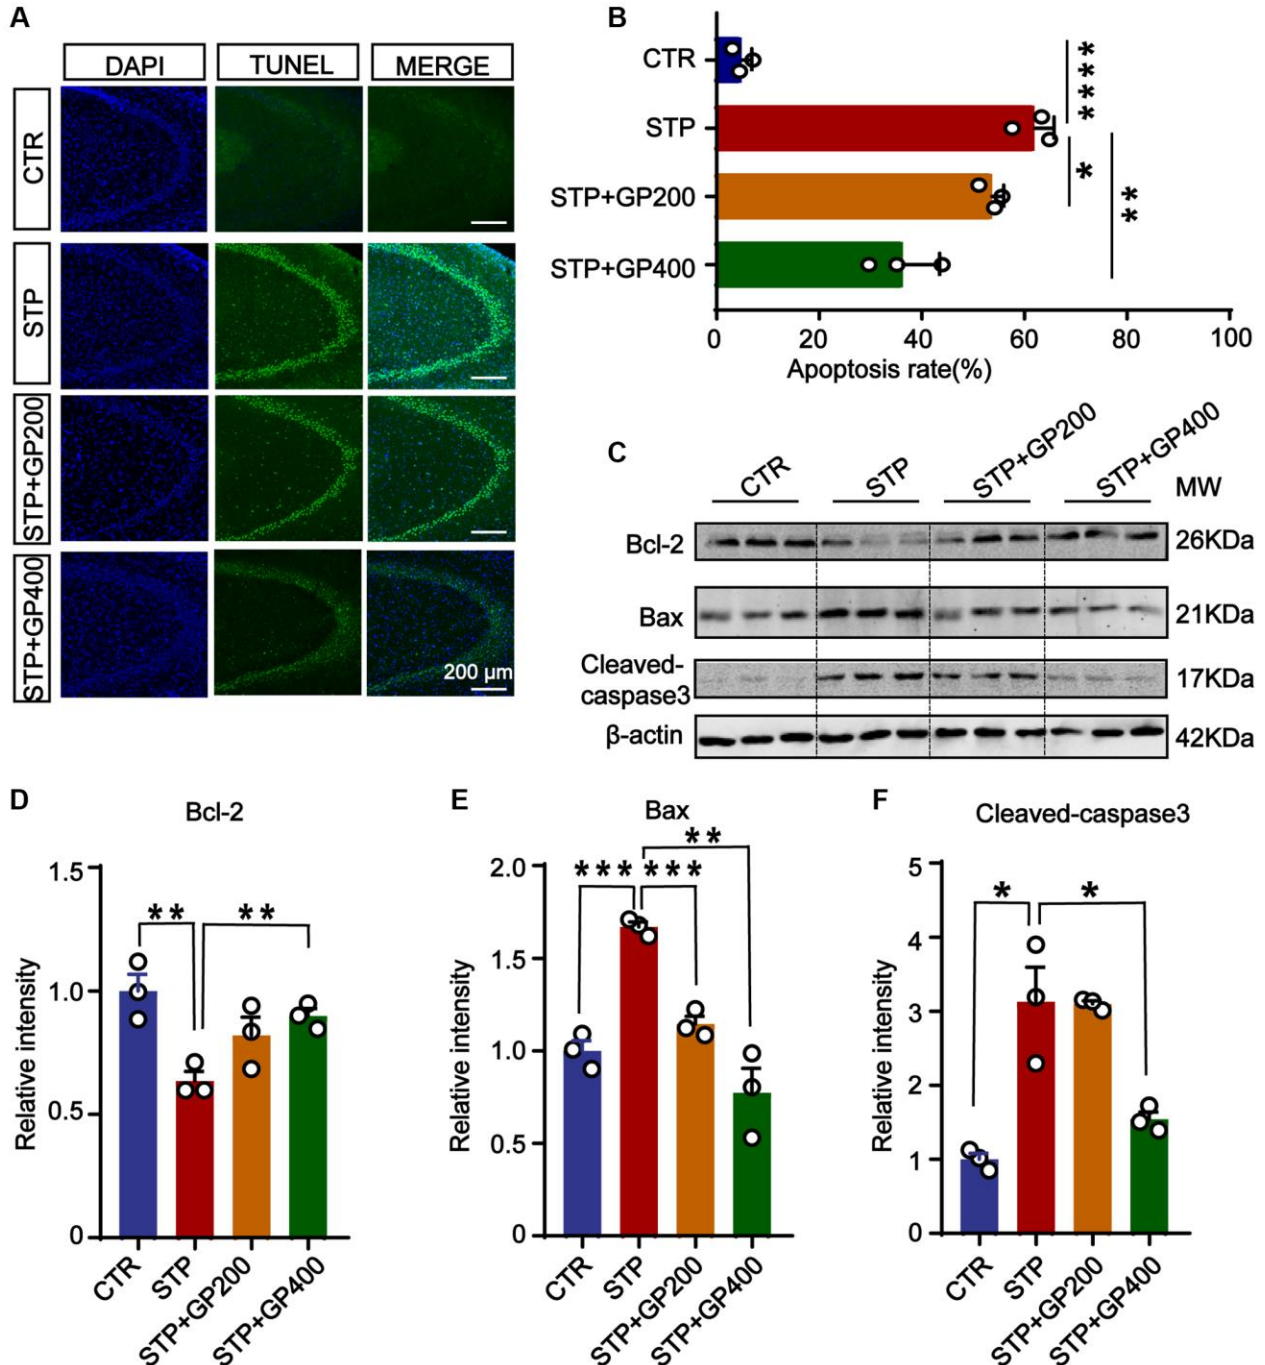 A
DAPI TUNEL MERGE
CTR
STP
STP+GP200
STP+GP400
200 μm
B
CTR
STP
STP+GP200
STP+GP400
****
*
**
0 20 40 60 80 100
Apoptosis rate(%)
C
CTR STP STP+GP200 STP+GP400 MW
Bcl-2 26KDa
Bax 21KDa
Cleaved-
caspase3 17KDa
β-actin 42KDa
D
Bcl-2
Relative intensity
1.5
1.0
0.5
0
** **
CTR STP STP+GP200 STP+GP400
E
Bax
Relative intensity
2.0
1.5
1.0
0.5
0
**
*** ***
CTR STP STP+GP200 STP+GP400
F
Cleaved-caspase3
Relative intensity
5
4
3
2
1
0
* *
CTR STP STP+GP200 STP+GP400